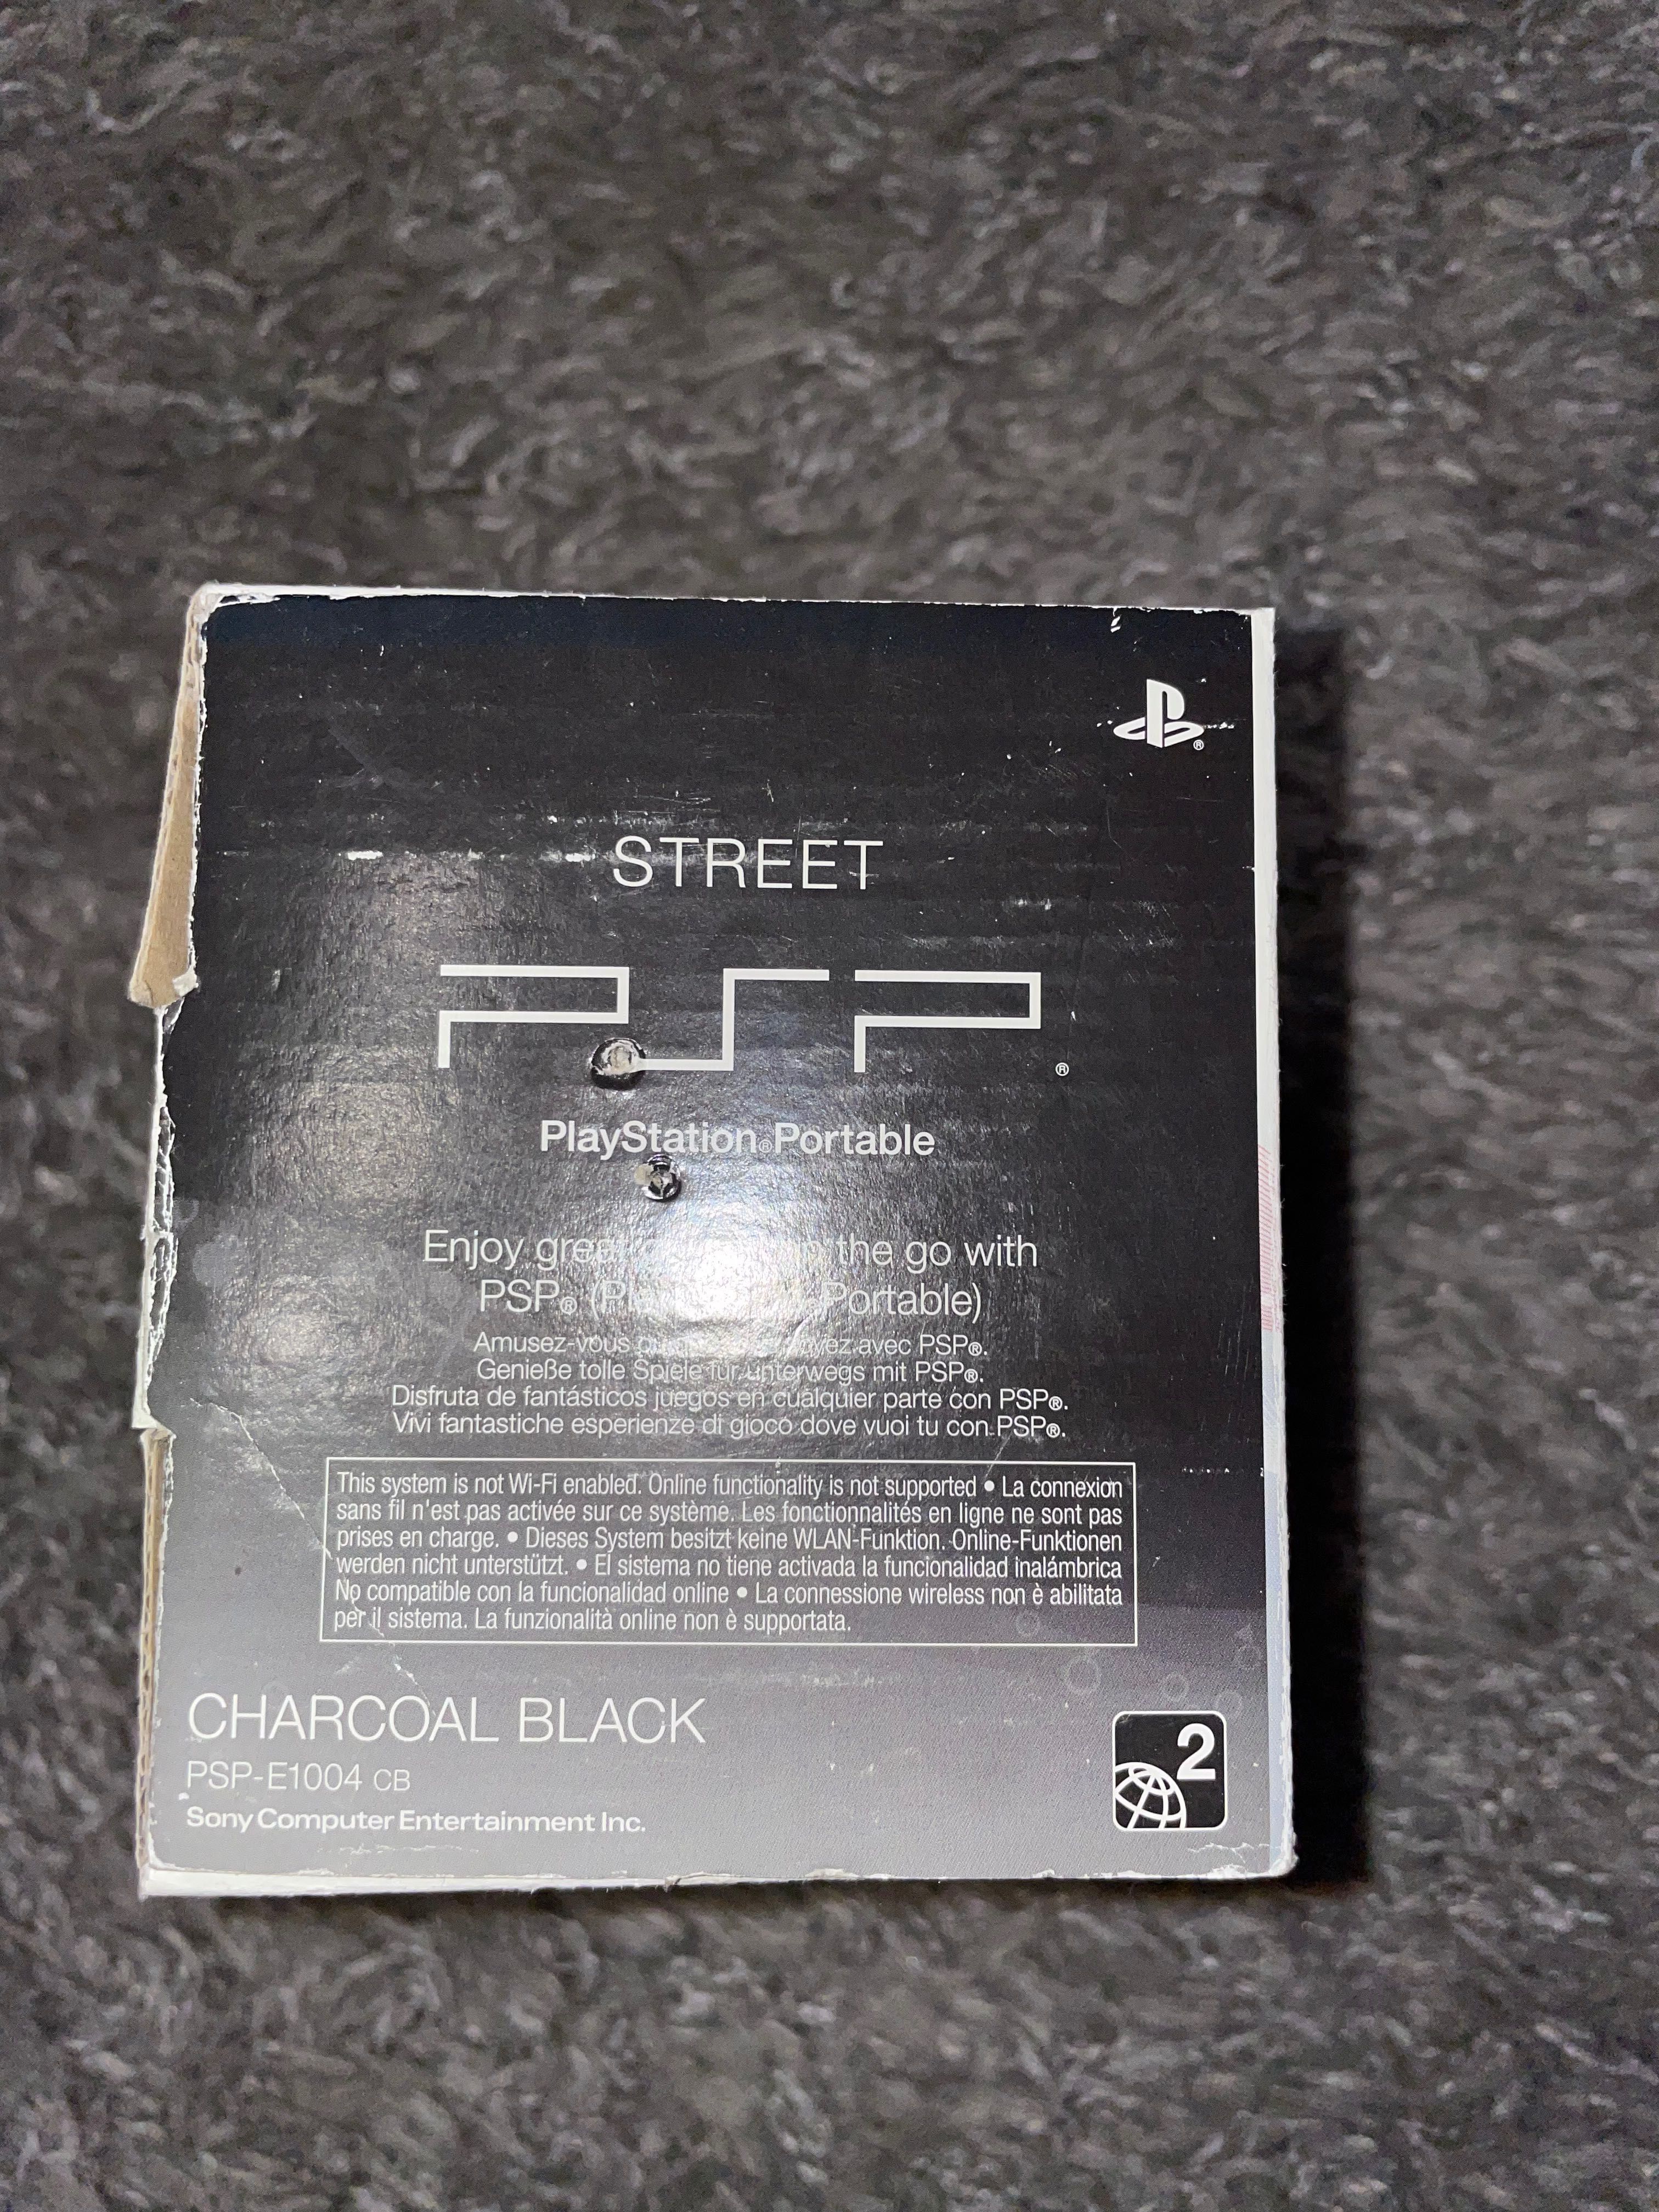 STREET
PSP®
PlayStation®Portable
Enjoy great on the go with
PSP® (Portable)
Amusez-vous avec PSP®.
Genieße tolle Spiele für unterwegs mit PSP®.
Disfruta de fantásticos juegos en cualquier parte con PSP®.
Vivi fantastiche esperienze di gioco dove vuoi tu con PSP®.
This system is not Wi-Fi enabled. Online functionality is not supported • La connexion
sans fil n'est pas activée sur ce système. Les fonctionnalités en ligne ne sont pas
prises en charge. • Dieses System besitzt keine WLAN-Funktion. Online-Funktionen
werden nicht unterstützt. • El sistema no tiene activada la funcionalidad inalámbrica
No compatible con la funcionalidad online • La connessione wireless non è abilitata
per il sistema. La funzionalità online non è supportata.
CHARCOAL BLACK
PSP-E1004 CB
2
Sony Computer Entertainment Inc.